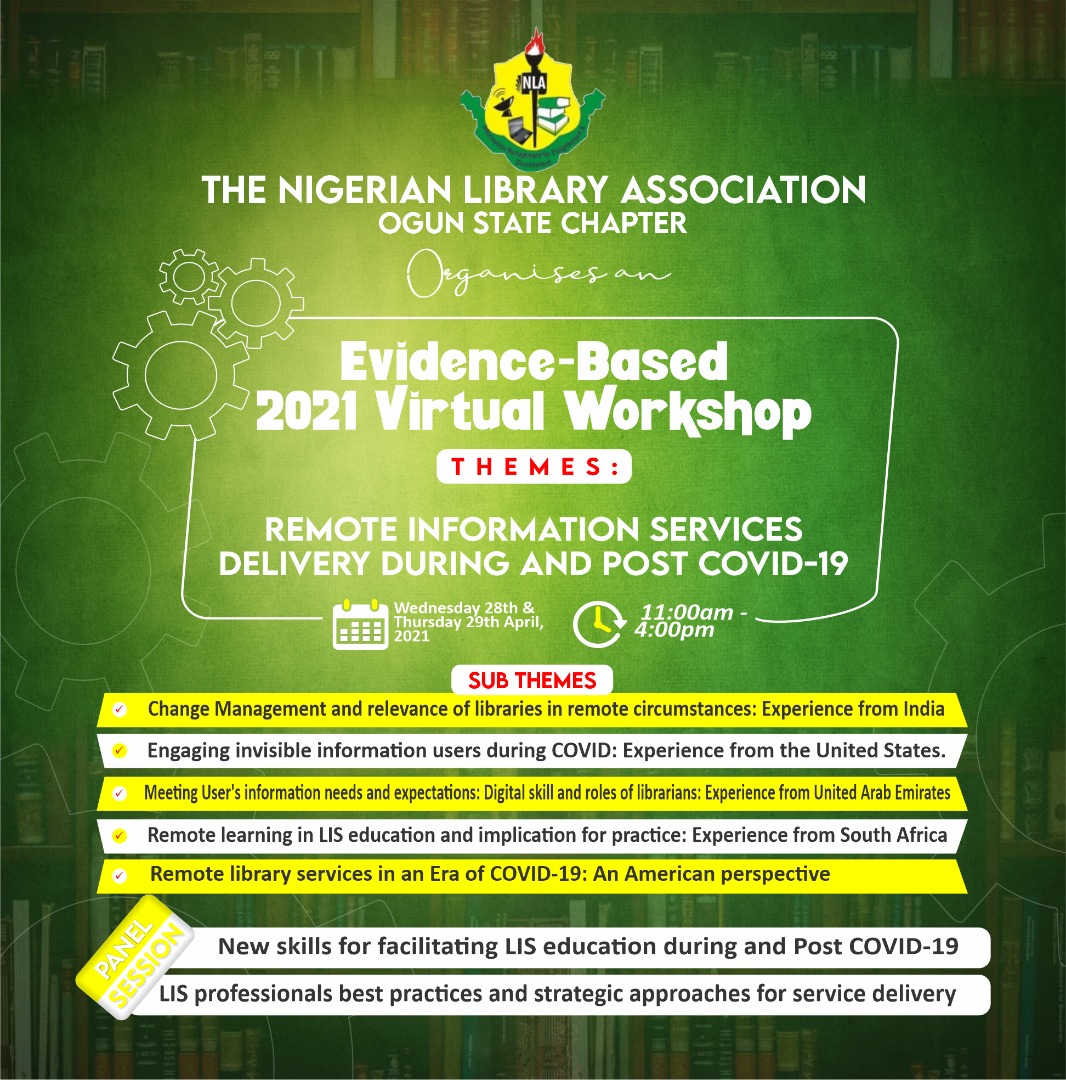 NLA
THE NIGERIAN LIBRARY ASSOCIATION
OGUN STATE CHAPTER
Organises an
Evidence-Based
2021 Virtual Workshop
THEMES:
REMOTE INFORMATION SERVICES
DELIVERY DURING AND POST COVID-19
Wednesday 28th &
Thursday 29th April,
2021
11:00am -
4:00pm
SUB THEMES
Change Management and relevance of libraries in remote circumstances: Experience from India
Engaging invisible information users during COVID: Experience from the United States.
Meeting User's information needs and expectations: Digital skill and roles of librarians: Experience from United Arab Emirates
Remote learning in LIS education and implication for practice: Experience from South Africa
Remote library services in an Era of COVID-19: An American perspective
PANEL
SESSION
New skills for facilitating LIS education during and Post COVID-19
LIS professionals best practices and strategic approaches for service delivery